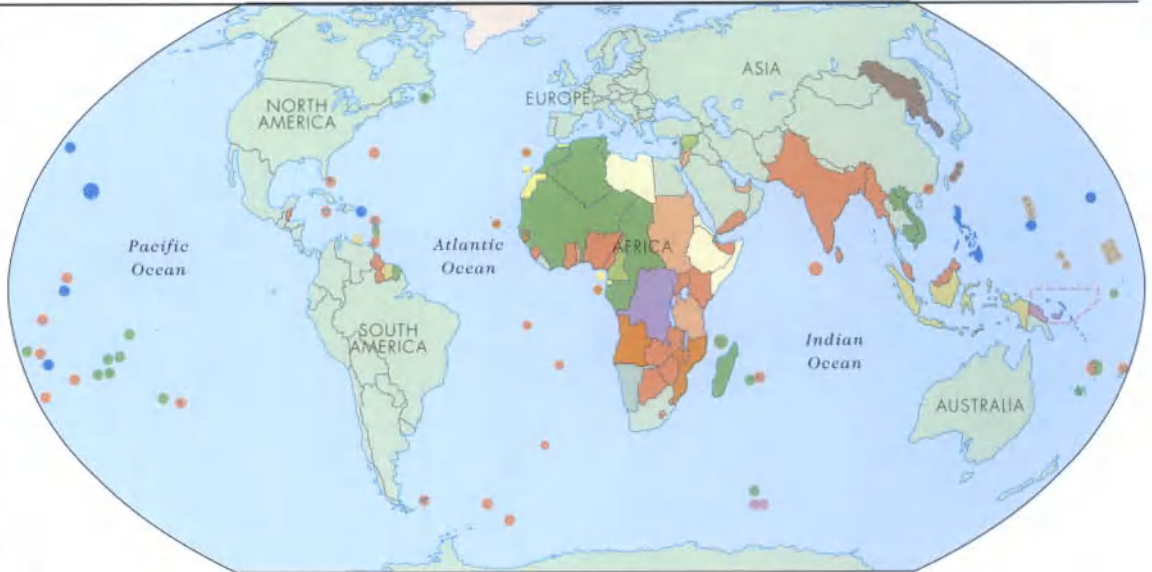 NORTH
AMERICA
EUROPE
ASIA
Pacific
Ocean
Atlantic
Ocean
AFRICA
SOUTH
AMERICA
Indian
Ocean
AUSTRALIA